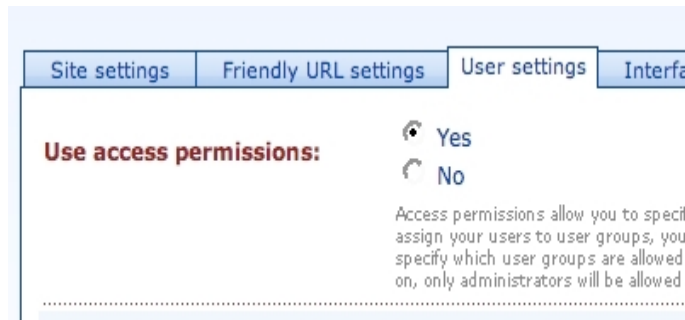 Site settings Friendly URL settings User settings
Use access permissions:
Yes
No
Access permissions allow you to
assign your users to user groups, you
specify which user groups are allowed
on, only administrators will be allowed